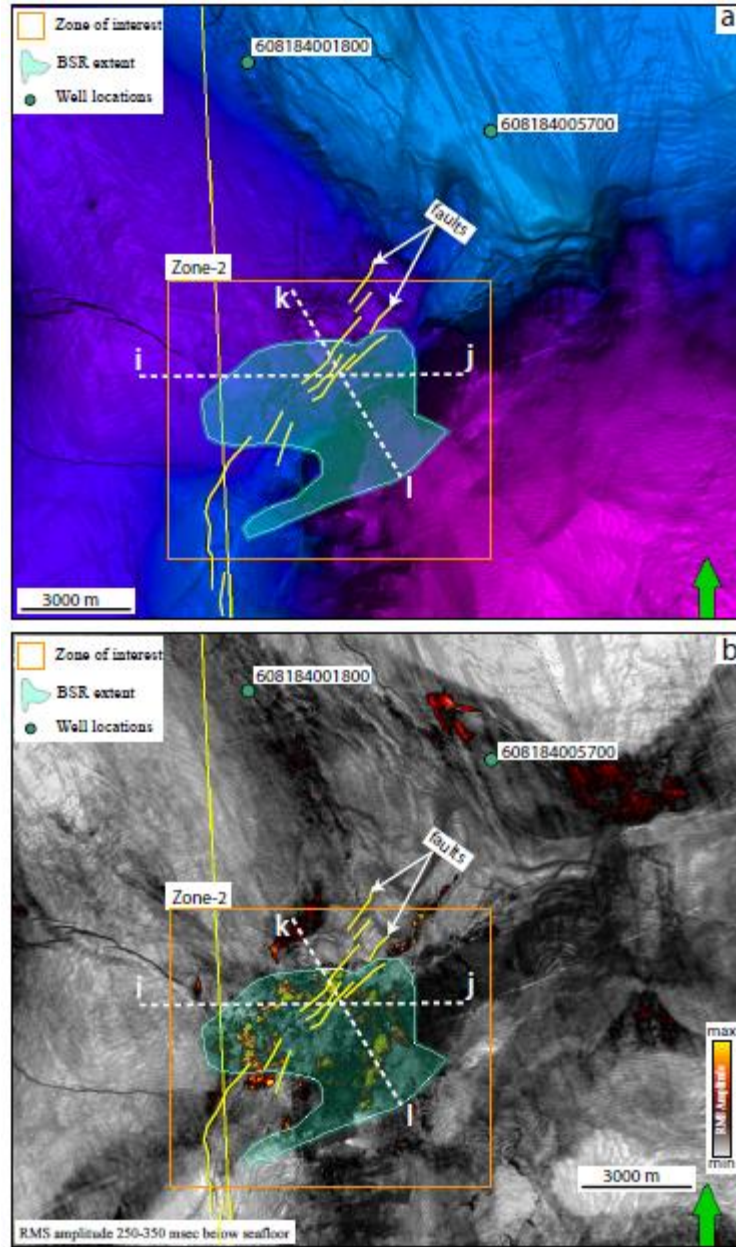 Zone of interest
BSR extent
Well locations
a
608184001800
608184005700
faults
Zone-2
k
i
j
l
3000 m
Zone of interest
BSR extent
Well locations
b
608184001800
608184005700
faults
Zone-2
k
i
j
l
max
RMS Amplitude
min
3000 m
RMS amplitude 250-350 msec below seafloor